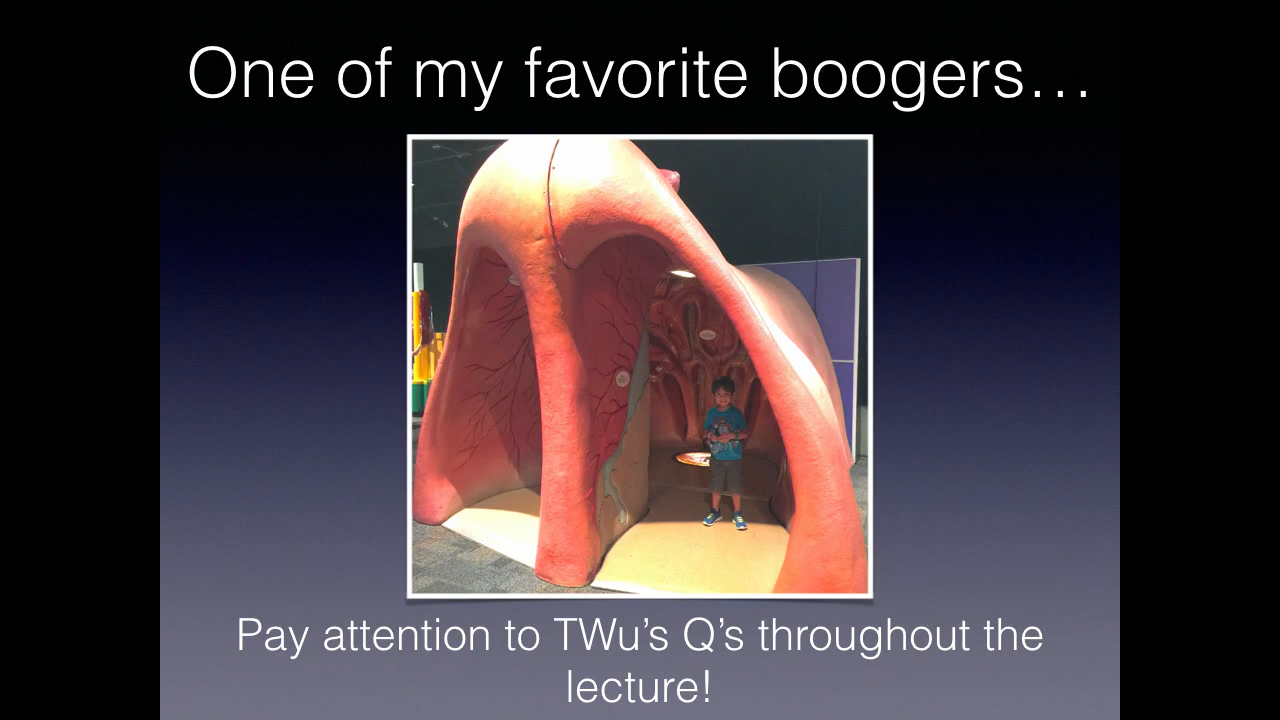 One of my favorite boogers…
Pay attention to TWu’s Q’s throughout the
lecture!